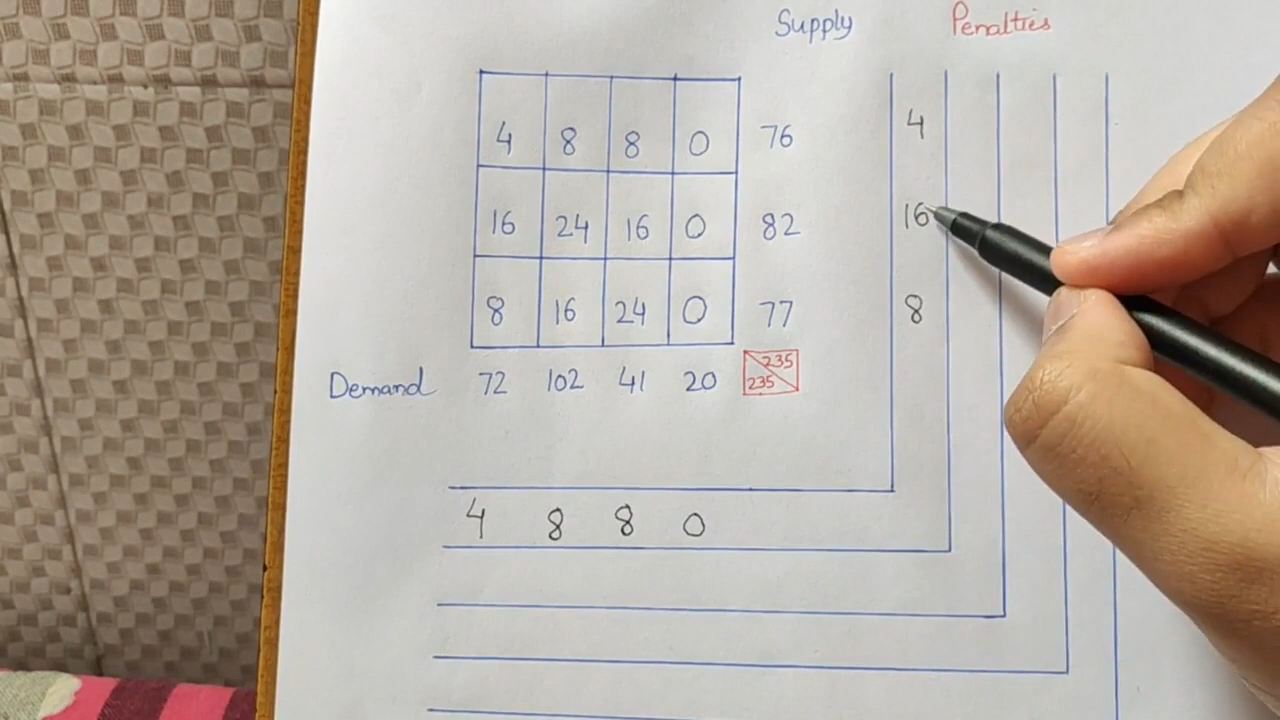 Supply Penalties
4 8 8 0 76 4
16 24 16 0 82 16
8 16 24 0 77 8
235
Demand 72 102 41 20 235
4 8 8 0